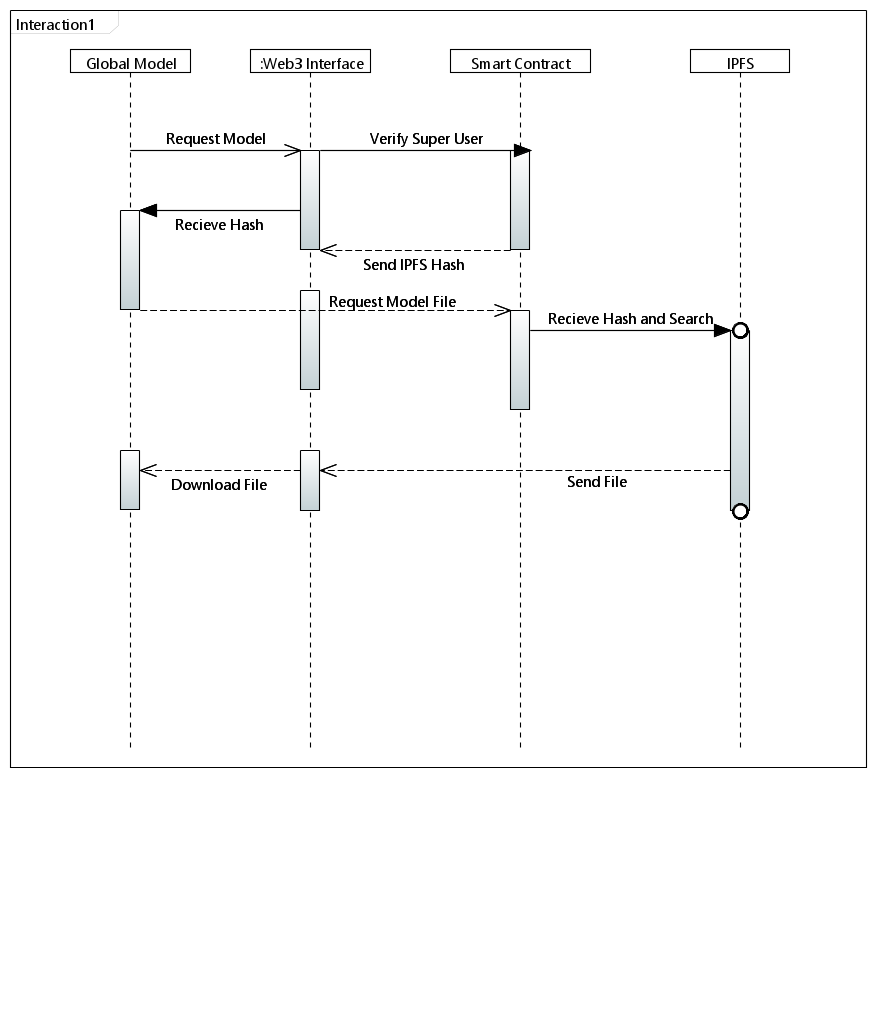 Interaction1
Global Model
:Web3 Interface
Smart Contract
IPFS
Request Model
Verify Super User
Recieve Hash
Send IPFS Hash
Request Model File
Recieve Hash and Search
Download File
Send File